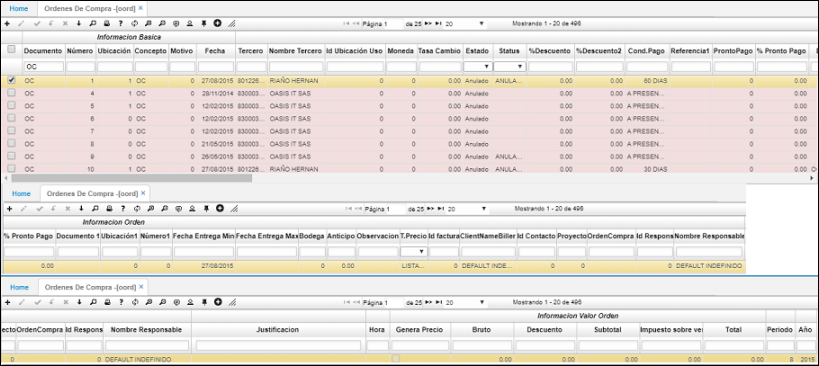 Home Ordenes De Compra -[oord] ×
Página 1 de 25 20 Mostrando 1 - 20 de 496
Informacion Basica
Documento Número Ubicación Concepto Motivo Fecha Tercero Nombre Tercero Id Ubicación Uso Moneda Tasa Cambio Estado Status %Descuento %Descuento2 Cond.Pago Referencia1 ProntoPago % Pronto Pago
OC
OC 1 1 OC 0 27/08/2015 801226... RIAÑO HERNAN 0 0 0.00 Anulado ANULA... 0.00 0.00 60 DIAS 0 0.00
OC 4 1 OC 0 28/11/2014 830003... OASIS IT SAS 0 0 0.00 Anulado 0.00 0.00 A PRESEN... 0 0.00
OC 5 1 OC 0 12/02/2015 830003... OASIS IT SAS 0 0 0.00 Anulado 0.00 0.00 A PRESEN... 0 0.00
OC 6 0 OC 0 12/02/2015 830003... OASIS IT SAS 0 0 0.00 Anulado 0.00 0.00 A PRESEN... 0 0.00
OC 7 0 OC 0 12/02/2015 830003... OASIS IT SAS 0 0 0.00 Anulado 0.00 0.00 A PRESEN... 0 0.00
OC 8 0 OC 0 21/05/2015 830003... OASIS IT SAS 0 0 0.00 Anulado 0.00 0.00 A PRESEN... 0 0.00
OC 9 0 OC 0 26/05/2015 830003... OASIS IT SAS 0 0 0.00 Anulado ANULA... 0.00 0.00 A PRESEN... 0 0.00
OC 10 1 OC 0 27/08/2015 801226... RIAÑO HERNAN 0 0 0.00 Anulado ANULA... 0.00 0.00 30 DIAS 0 0.00
Home Ordenes De Compra -[oord] ×
Página 1 de 25 20 Mostrando 1 - 20 de 496
Informacion Orden
% Pronto Pago Documento 1 Ubicación1 Número1 Fecha Entrega Min Fecha Entrega Max Bodega Anticipo Observacion T.Precio Id factura ClientNameBiller Id Contacto Proyecto OrdenCompra Id Respons Nombre Responsable
0.00 0 0 27/08/2015 0 0.00 LISTA... 0 DEFAULT INDE... 0 0 0 DEFAULT INDEFINIDO
Home Ordenes De Compra -[oord] ×
Página 1 de 25 20 Mostrando 1 - 20 de 496
Informacion Valor Orden
ecto OrdenCompra Id Respons Nombre Responsable Justificacion Hora Genera Precio Bruto Descuento Subtotal Impuesto sobre ve Total Periodo Año
0 0 DEFAULT INDEFINIDO 0.00 0.00 0.00 0.00 0.00 8 2015